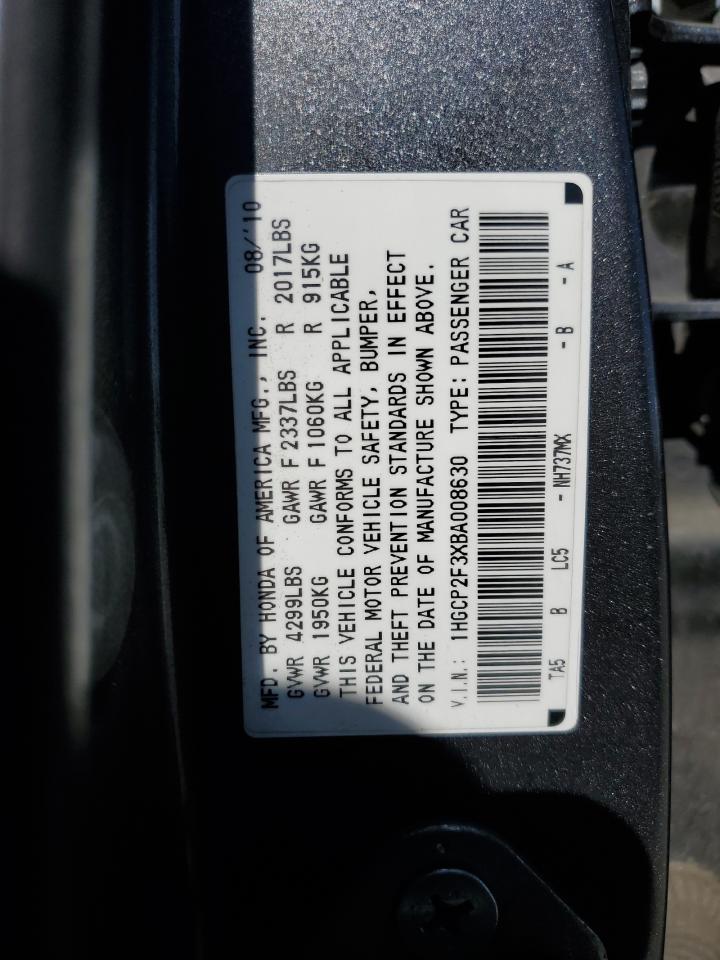 MFD. BY HONDA OF AMERICA MFG., INC. 08/'10
GVWR 4299LBS GAWR F 2337LBS R 2017LBS
GVWR 1950KG GAWR F 1060KG R 915KG
THIS VEHICLE CONFORMS TO ALL APPLICABLE
FEDERAL MOTOR VEHICLE SAFETY, BUMPER,
AND THEFT PREVENTION STANDARDS IN EFFECT
ON THE DATE OF MANUFACTURE SHOWN ABOVE.
V.I.N.: 1HGCP2F3XBA008630 TYPE: PASSENGER CAR
TA5 B LC5 - NH737MX - B - A